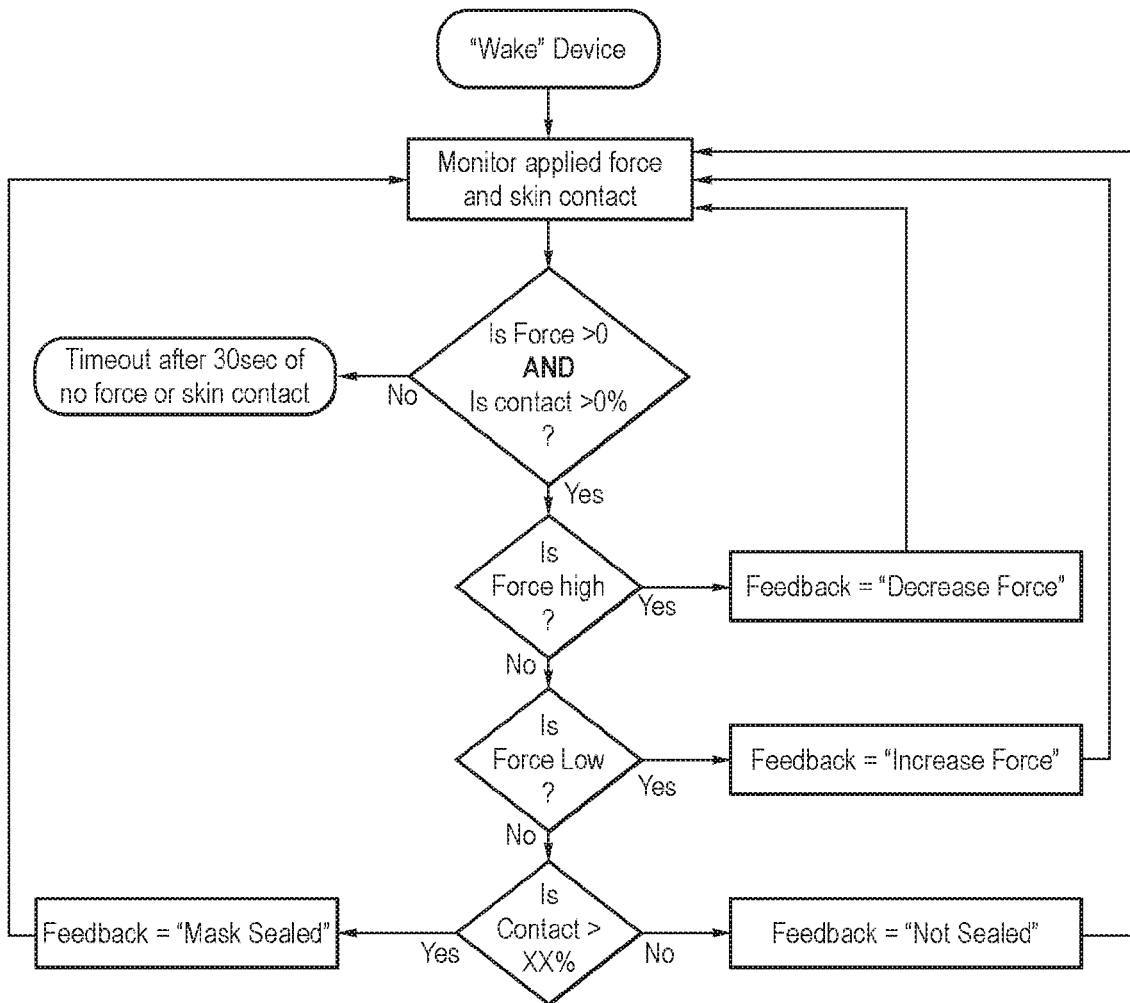 “Wake” Device
Monitor applied force
and skin contact
Is Force >0
AND
Is contact >0%
?
Timeout after 30sec of
no force or skin contact
No
Yes
Is
Force high
?
Yes
Feedback = “Decrease Force”
No
Is
Force Low
?
Yes
Feedback = “Increase Force”
No
Is
Contact >
XX%
Yes
Feedback = “Mask Sealed”
No
Feedback = “Not Sealed”